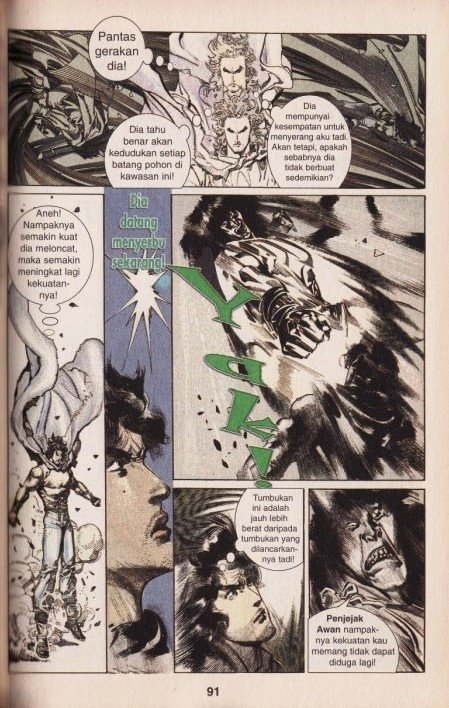 Pantas
gerakan
dia!
Dia tahu
benar akan
kedudukan setiap
batang pohon di
kawasan ini!
Dia
mempunyai
kesempatan untuk
menyerang aku tadi.
Akan tetapi, apakah
sebabnya dia
tidak berbuat
sedemikian?
Aneh!
Nampaknya
semakin kuat
dia meloncat,
maka semakin
meningkat lagi
kekuatan-
nya!
Dia
datang
menyerbu
sekarang!
Yak!
Tumbukan
ini adalah
jauh lebih
berat daripada
tumbukan yang
dilancarkan-
nya tadi!
Penjejak
Awan nampak-
nya kekuatan kau
memang tidak dapat
diduga lagi!
91